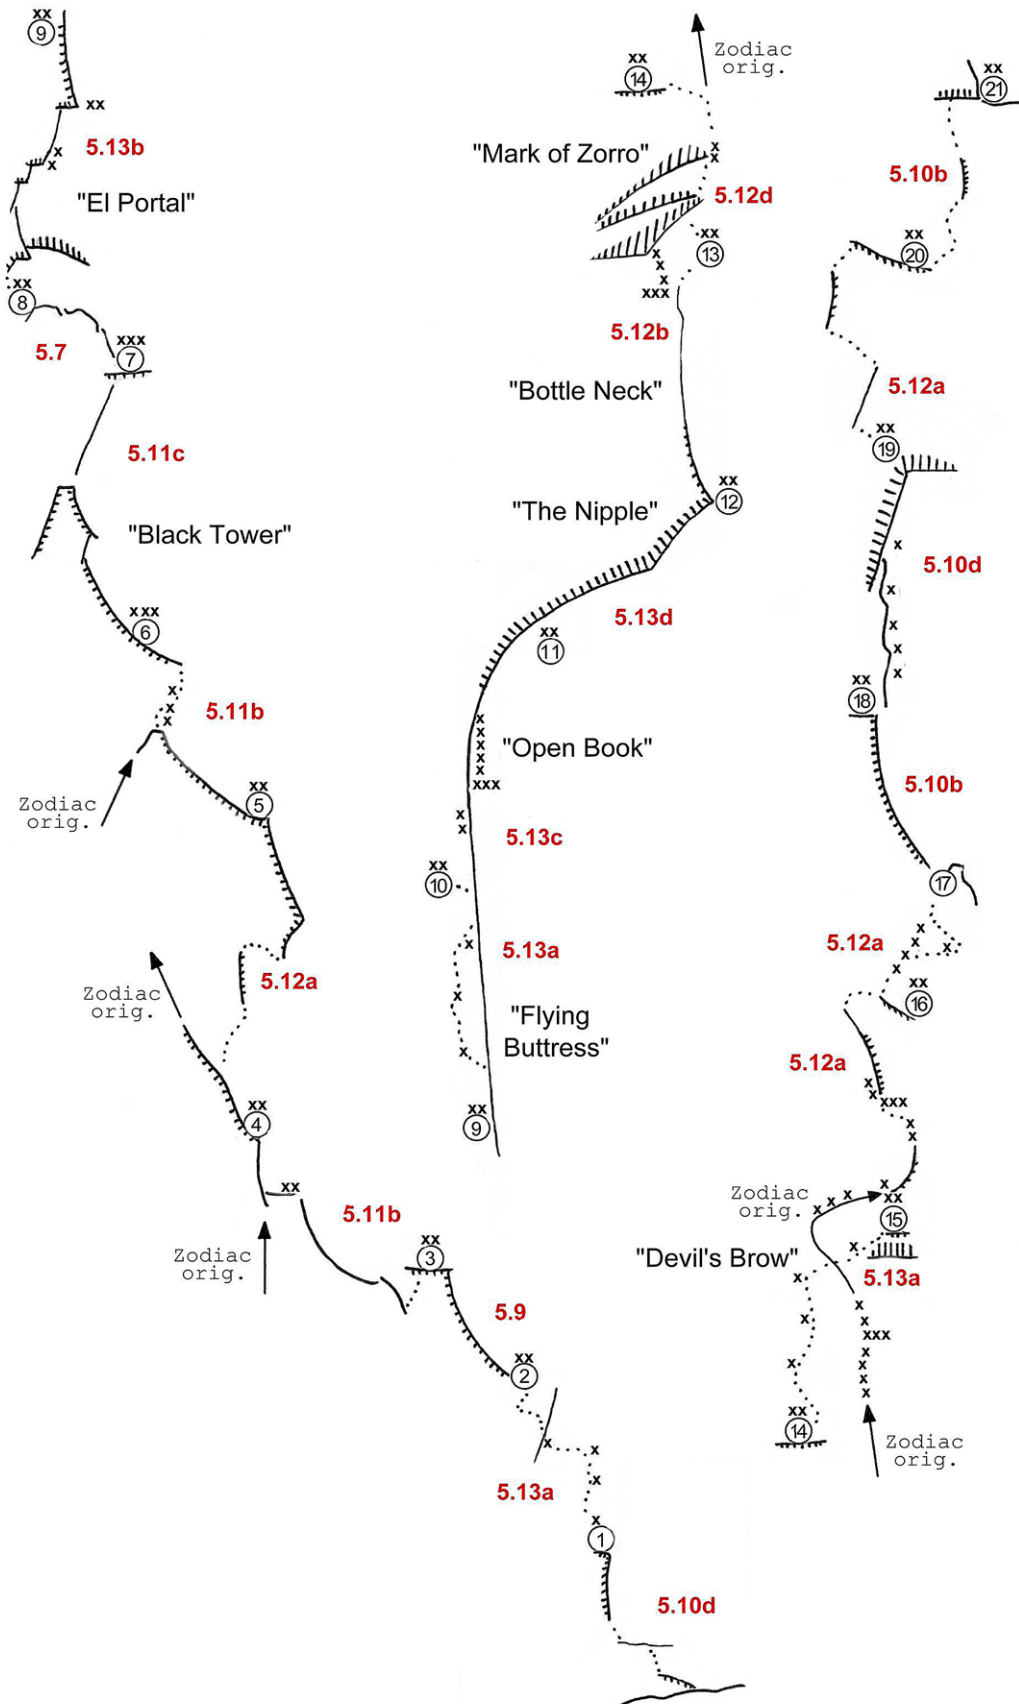 xx
9
xx
5.13b
x
x
"El Portal"
xx
8
5.7
xxx
7
5.11c
"Black Tower"
xxx
6
x
x
x
5.11b
Zodiac
orig.
xx
5
5.12a
Zodiac
orig.
xx
4
xx
5.11b
Zodiac
orig.
xx
3
5.9
xx
2
x
x
x
5.13a
x
1
5.10d
Zodiac
orig.
xx
14
"Mark of Zorro"
x
x
5.12d
xx
13
x
x
x
xxx
5.12b
"Bottle Neck"
xx
12
"The Nipple"
5.13d
xx
11
x
x
x
x
x
xxx
"Open Book"
x
x
5.13c
xx
10
x
5.13a
x
"Flying
Buttress"
x
xx
9
xx
21
5.10b
xx
20
5.12a
xx
19
x
5.10d
x
x
x
x
xx
18
5.10b
17
x
x
x
x
5.12a
x
16
5.12a
x
x
xxx
x
x
Zodiac
orig.
x
x
x
x
xx
15
"Devil's Brow"
x
5.13a
x
x
x
x
x
xxx
x
x
x
x
xx
14
Zodiac
orig.